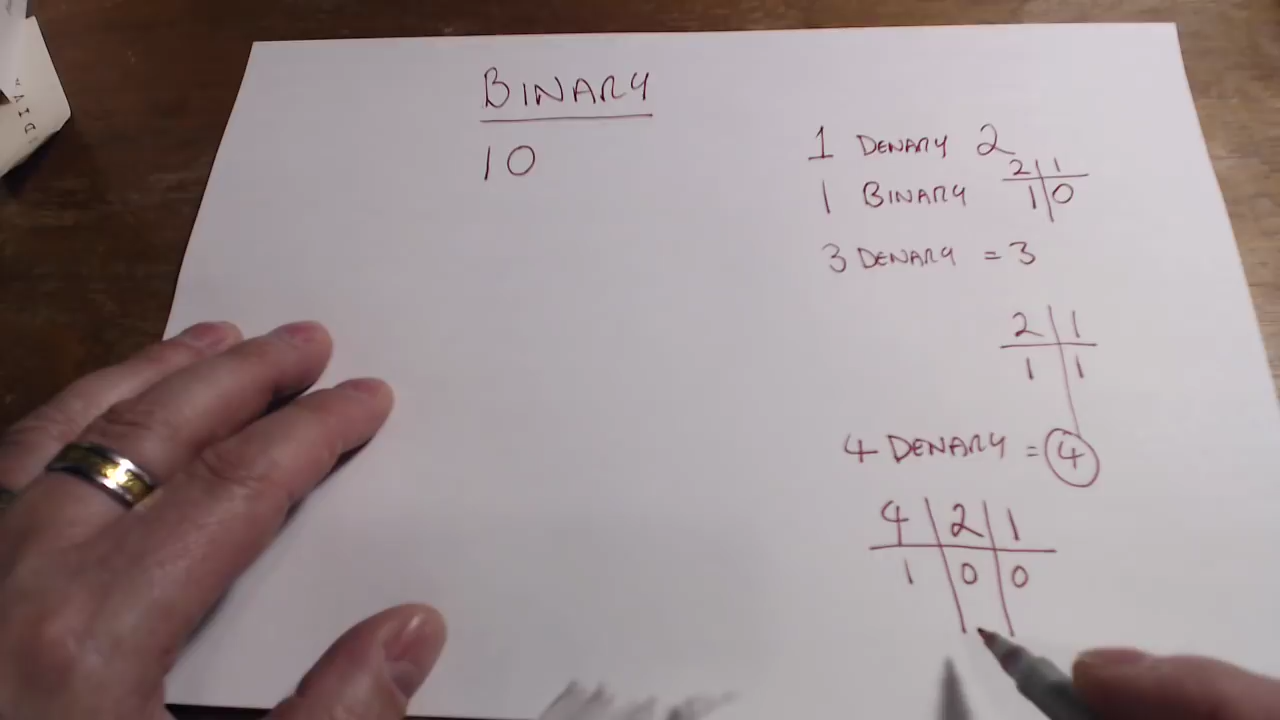 BINARY
10
1 DENARY 2
2 1
1 BINARY 1 0
3 DENARY = 3
2 1
1 1
4 DENARY = 4
4 2 1
1 0 0
DIV